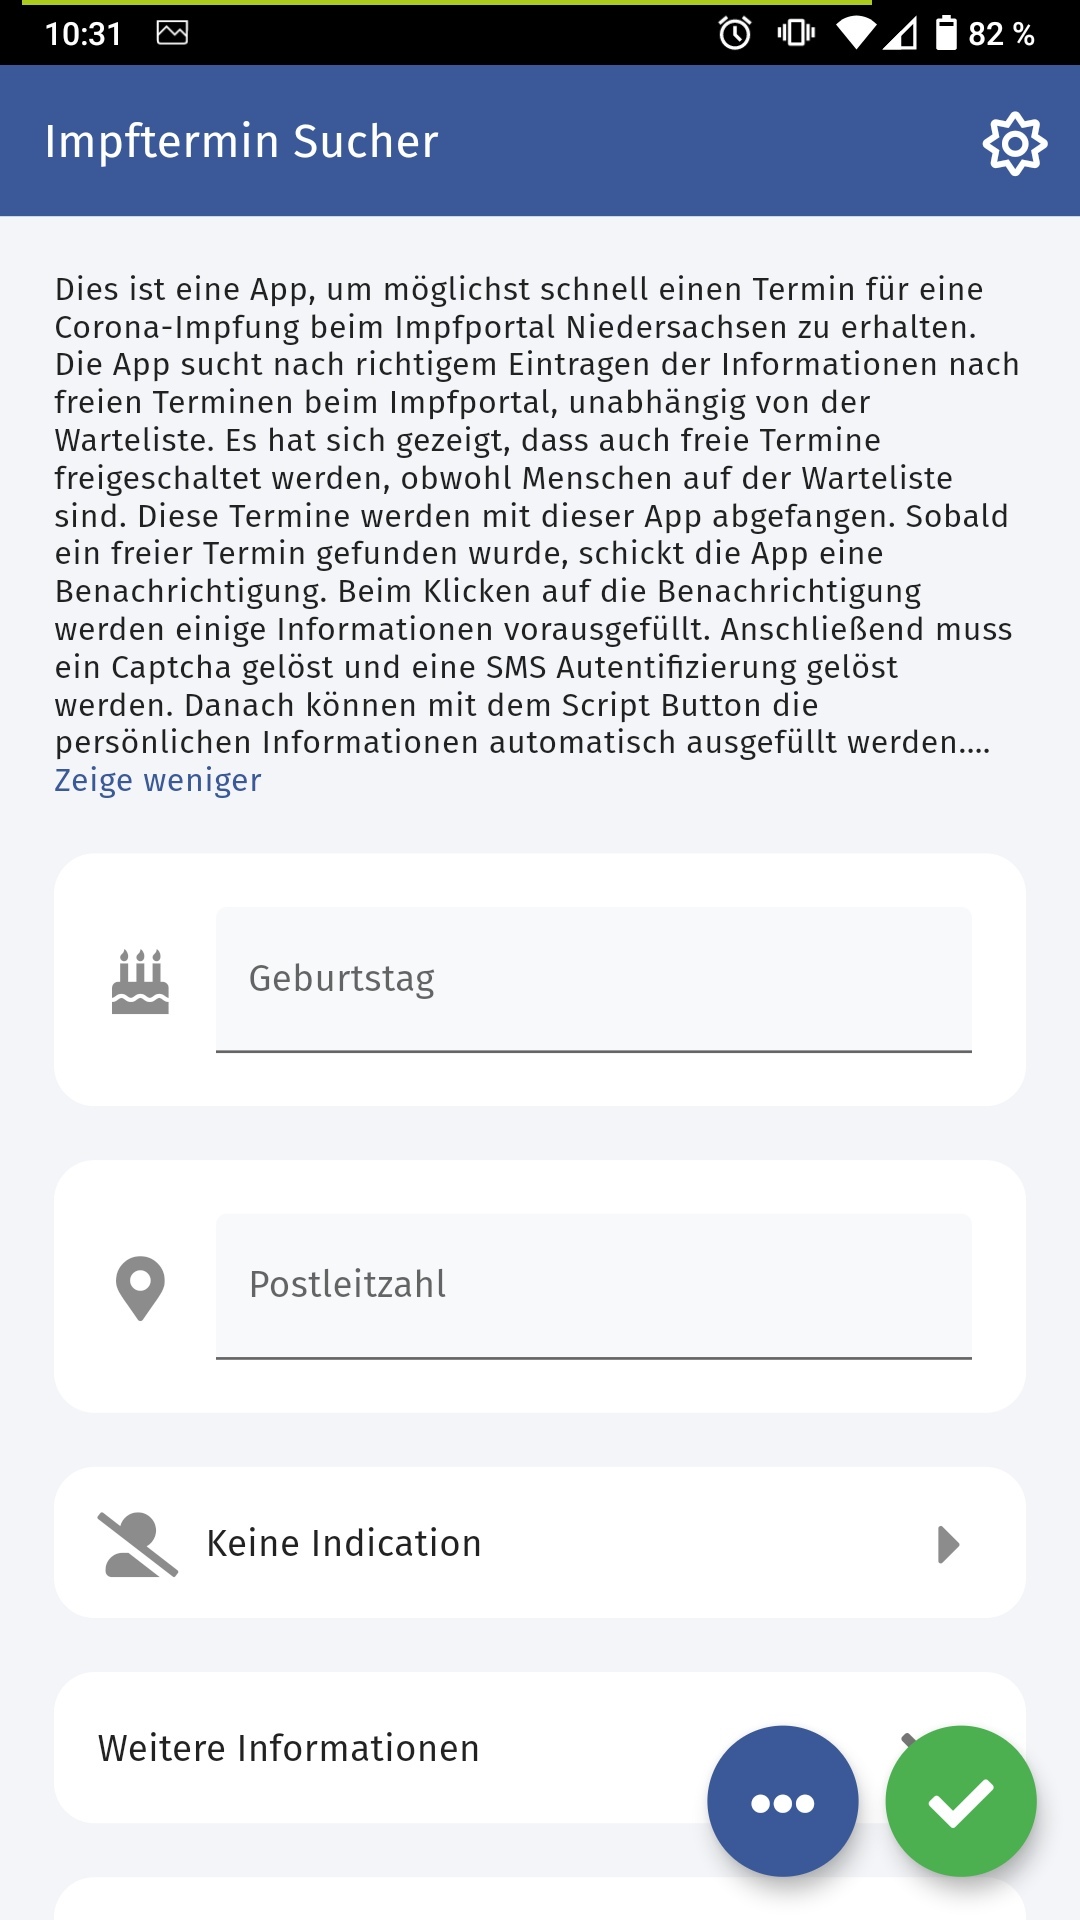 10:31
82 %
Impftermin Sucher
Dies ist eine App, um möglichst schnell einen Termin für eine
Corona-Impfung beim Impfportal Niedersachsen zu erhalten.
Die App sucht nach richtigem Eintragen der Informationen nach
freien Terminen beim Impfportal, unabhängig von der
Warteliste. Es hat sich gezeigt, dass auch freie Termine
freigeschaltet werden, obwohl Menschen auf der Warteliste
sind. Diese Termine werden mit dieser App abgefangen. Sobald
ein freier Termin gefunden wurde, schickt die App eine
Benachrichtigung. Beim Klicken auf die Benachrichtigung
werden einige Informationen vorausgefüllt. Anschließend muss
ein Captcha gelöst und eine SMS Autentifizierung gelöst
werden. Danach können mit dem Script Button die
persönlichen Informationen automatisch ausgefüllt werden....
Zeige weniger
Geburtstag
Postleitzahl
Keine Indication
Weitere Informationen